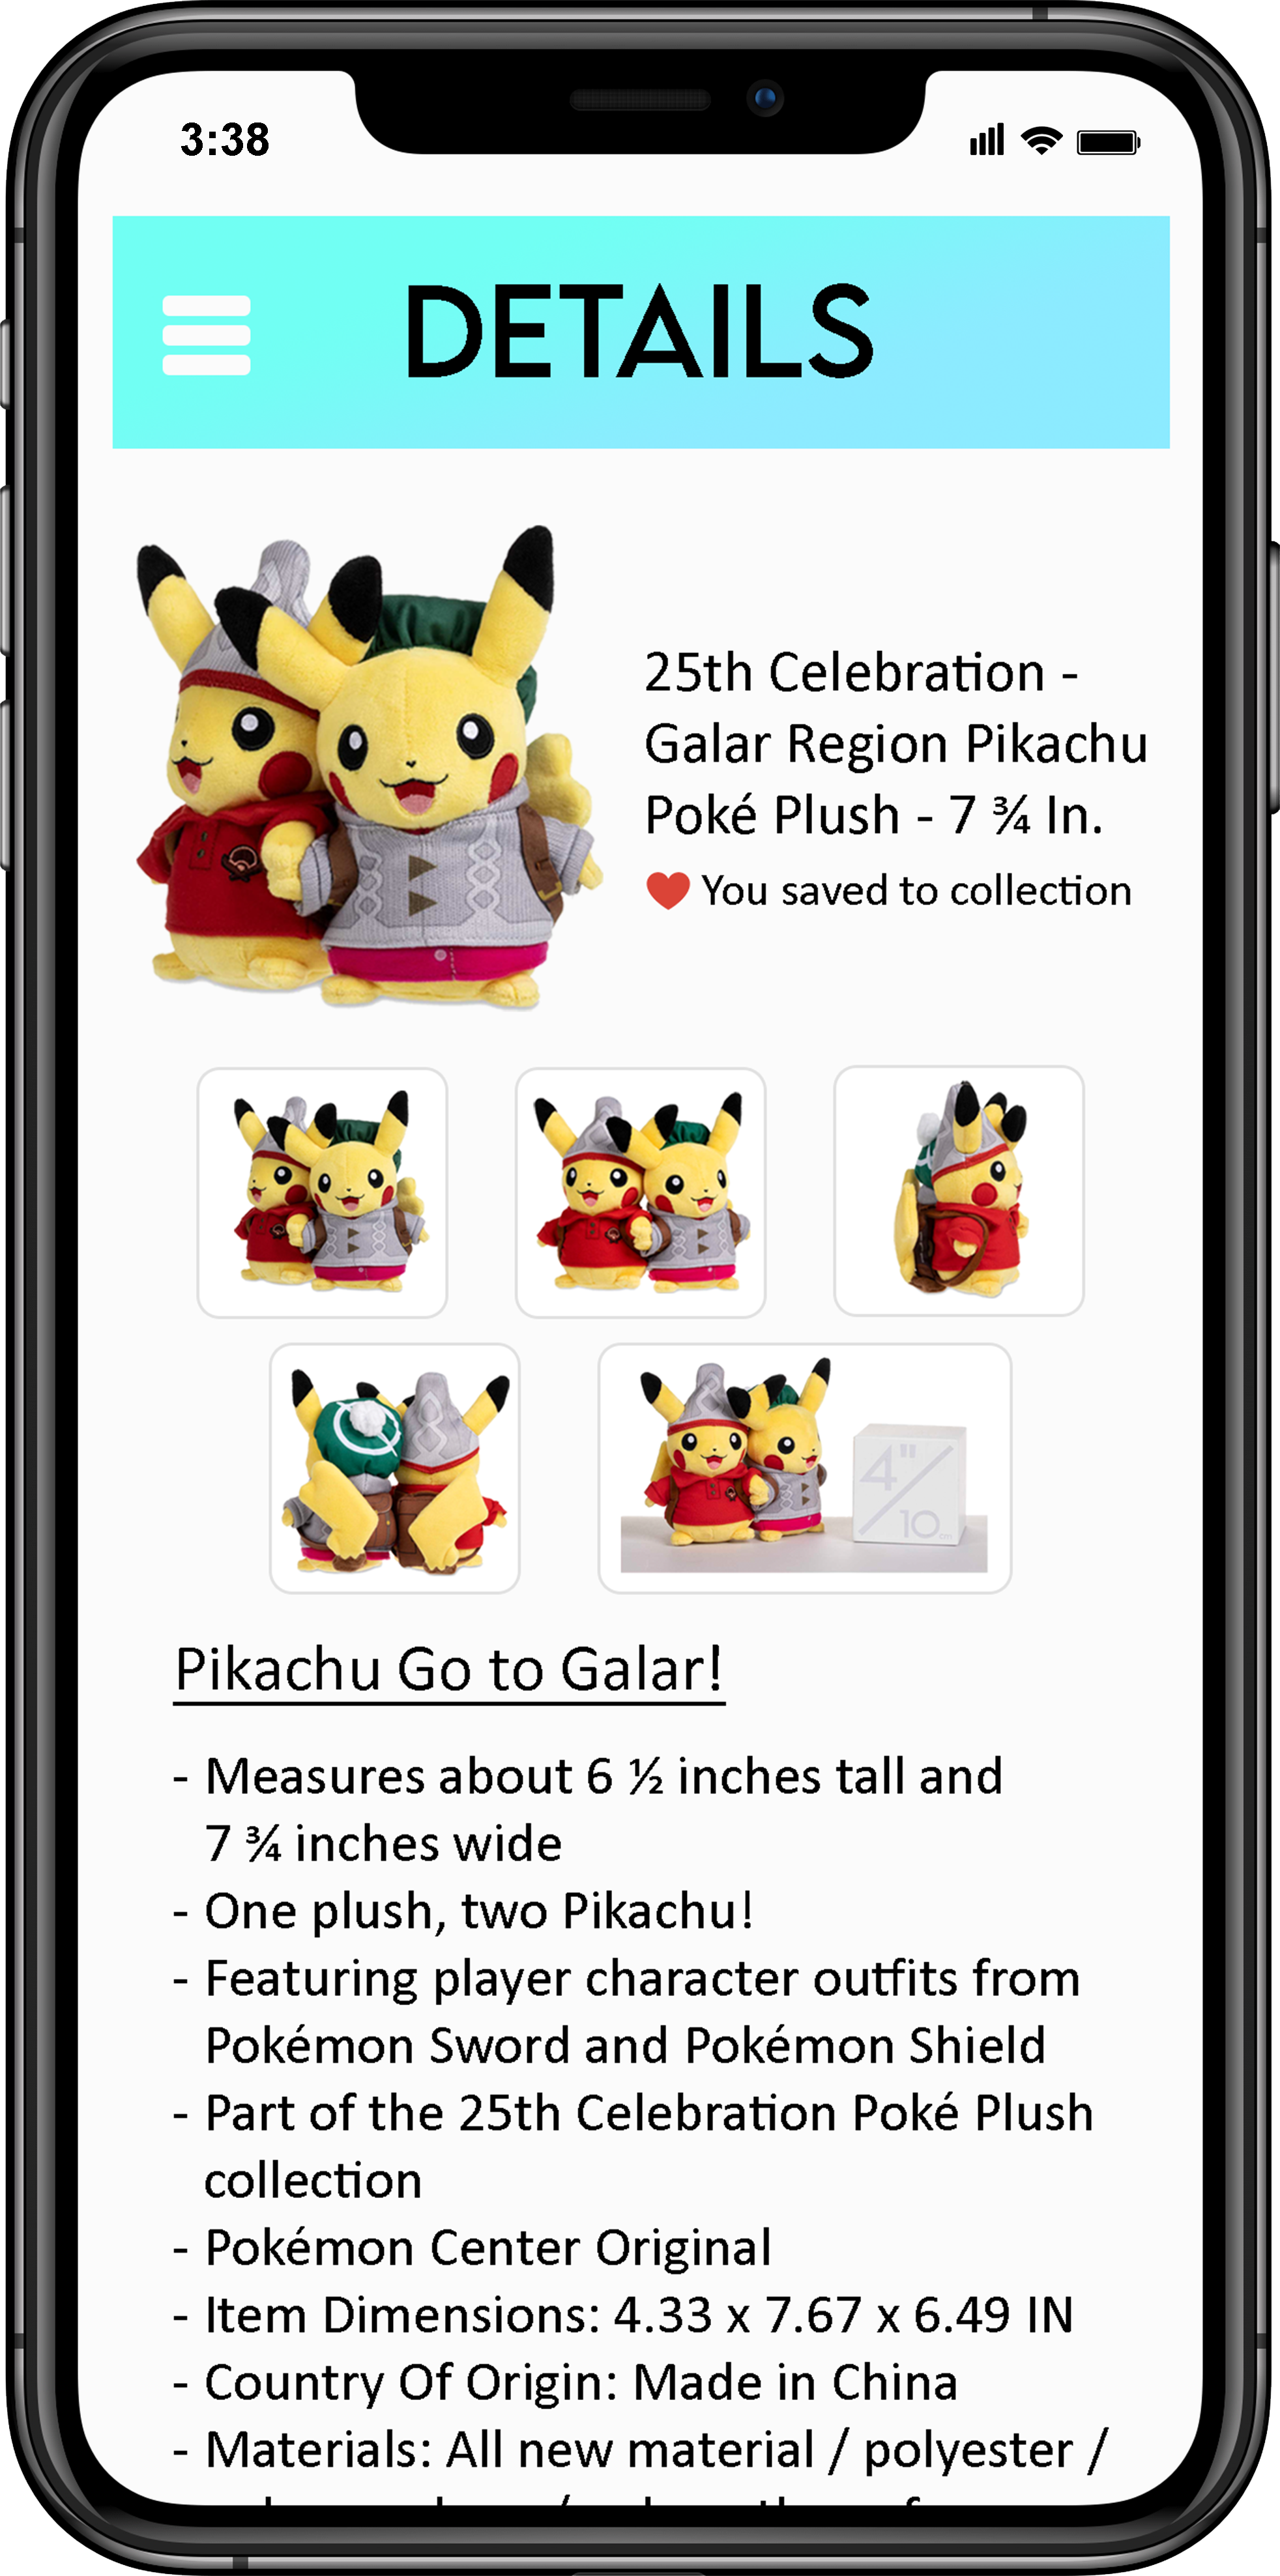 3:38
DETAILS
25th Celebration -
Galar Region Pikachu
Poké Plush - 7 ¾ In.
You saved to collection
4"
10cm
Pikachu Go to Galar!
- Measures about 6 ½ inches tall and
7 ¾ inches wide
- One plush, two Pikachu!
- Featuring player character outfits from
Pokémon Sword and Pokémon Shield
- Part of the 25th Celebration Poké Plush
collection
- Pokémon Center Original
- Item Dimensions: 4.33 x 7.67 x 6.49 IN
- Country Of Origin: Made in China
- Materials: All new material / polyester /